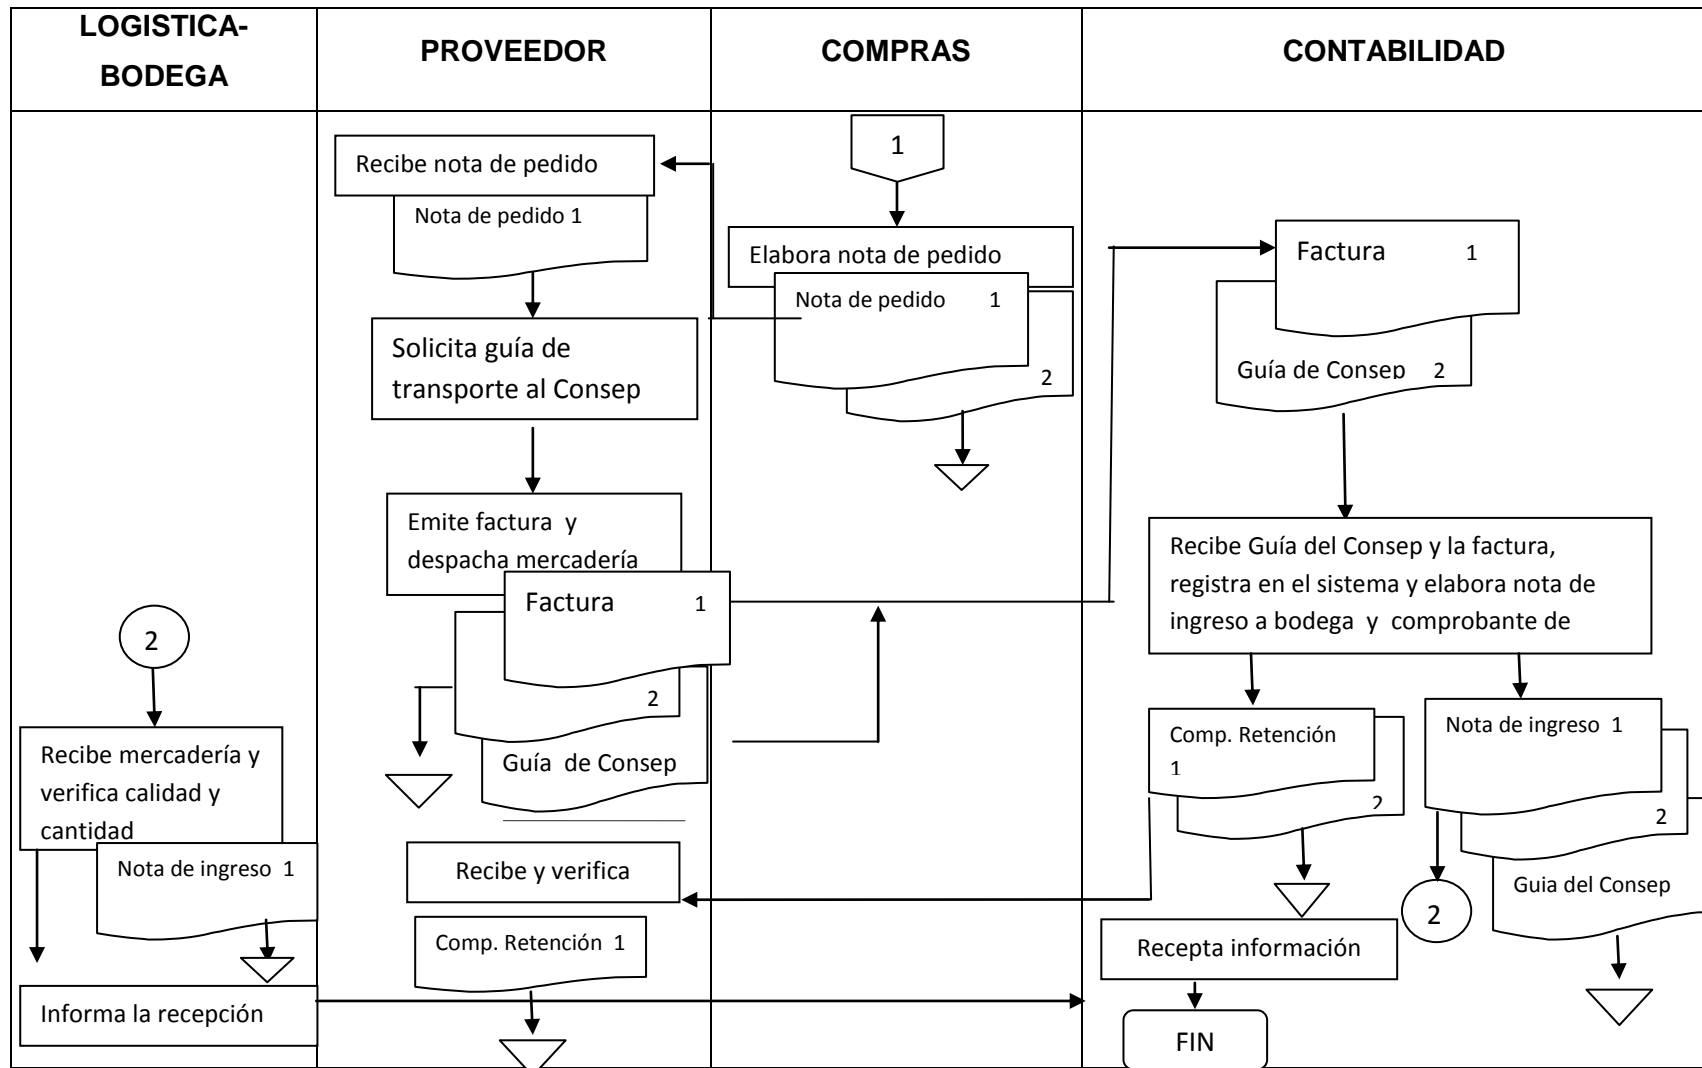 LOGISTICA-
BODEGA
PROVEEDOR
COMPRAS
CONTABILIDAD
2
Recibe mercadería y
verifica calidad y
cantidad
Nota de ingreso 1
Informa la recepción
Recibe nota de pedido
Nota de pedido 1
Solicita guía de
transporte al Consep
Emite factura y
despacha mercadería
Factura 1
2
Guía de Consep
Recibe y verifica
Comp. Retención 1
1
Elabora nota de pedido
Nota de pedido 1
2
Factura 1
Guía de Consep 2
Recibe Guía del Consep y la factura,
registra en el sistema y elabora nota de
ingreso a bodega y comprobante de
Comp. Retención
1
2
Nota de ingreso 1
2
Guia del Consep
2
Recepta información
FIN